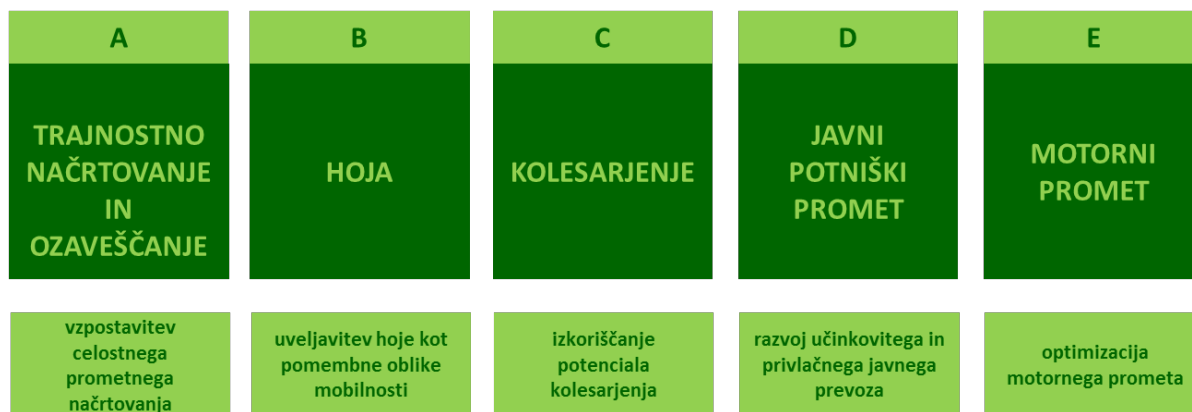 A
TRAJNOSTNO
NAČRTOVANJE
IN
OZAVEŠČANJE
vzpostavitev
celostnega
prometnega
načrtovanja
B
HOJA
uveljavitev hoje kot
pomembne oblike
mobilnosti
C
KOLESARJENJE
izkoriščanje
potenciala
kolesarjenja
D
JAVNI
POTNIŠKI
PROMET
razvoj učinkovitega in
privlačnega javnega
prevoza
E
MOTORNI
PROMET
optimizacija
motornega prometa